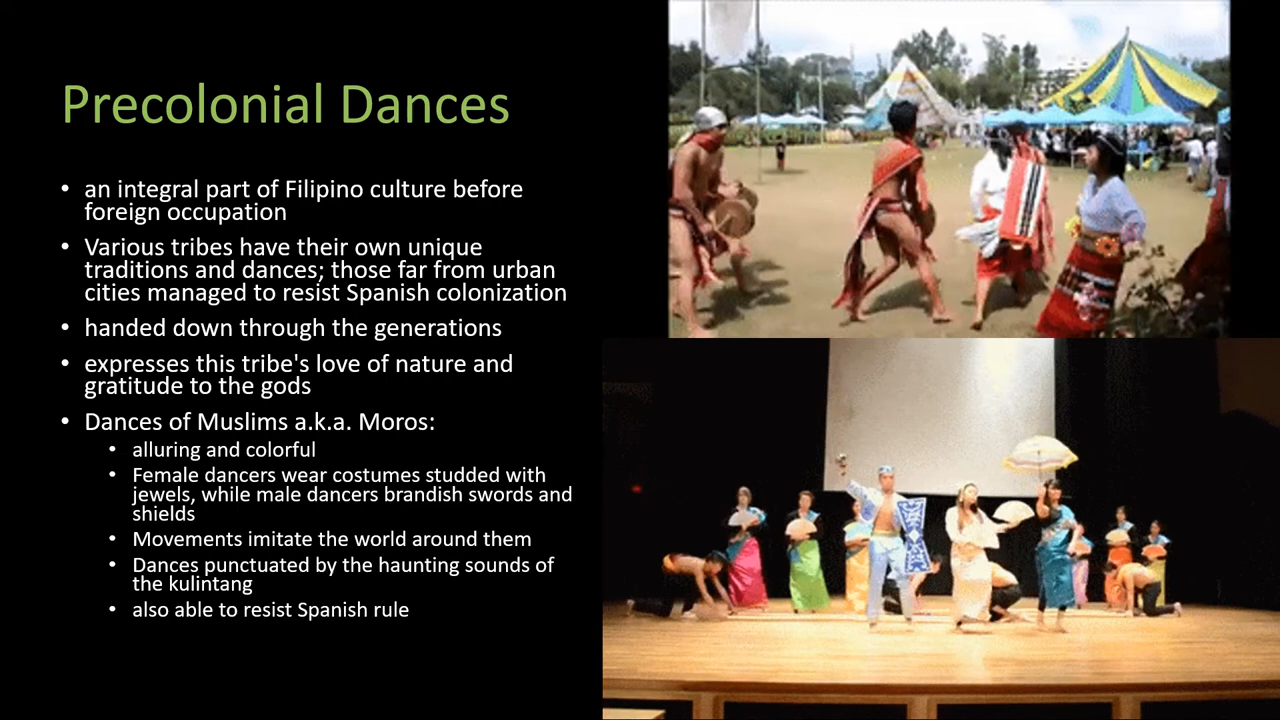 Precolonial Dances
• an integral part of Filipino culture before
foreign occupation
• Various tribes have their own unique
traditions and dances; those far from urban
cities managed to resist Spanish colonization
• handed down through the generations
• expresses this tribe's love of nature and
gratitude to the gods
• Dances of Muslims a.k.a. Moros:
• alluring and colorful
• Female dancers wear costumes studded with
jewels, while male dancers brandish swords and
shields
• Movements imitate the world around them
• Dances punctuated by the haunting sounds of
the kulintang
• also able to resist Spanish rule